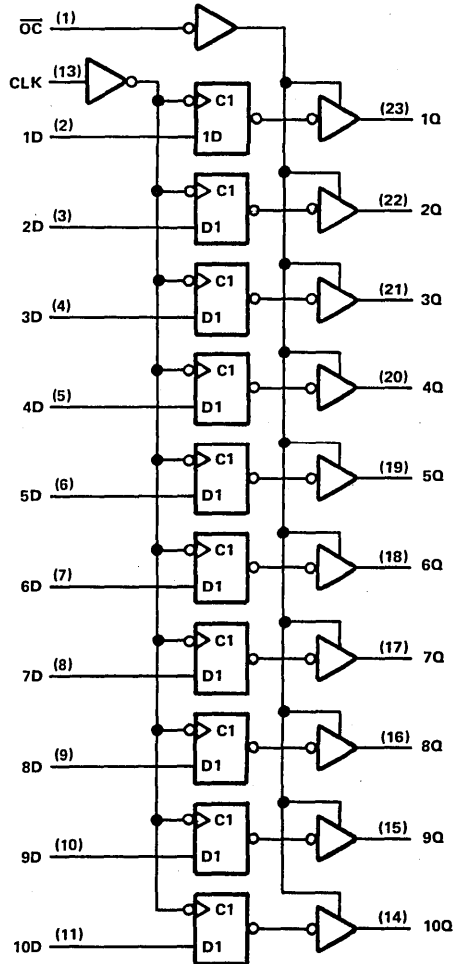 OC (1)
CLK (13)
C1
1D (2) 1D (23) 1Q
C1
2D (3) D1 (22) 2Q
C1
3D (4) D1 (21) 3Q
C1
4D (5) D1 (20) 4Q
C1
5D (6) D1 (19) 5Q
C1
6D (7) D1 (18) 6Q
C1
7D (8) D1 (17) 7Q
C1
8D (9) D1 (16) 8Q
C1
9D (10) D1 (15) 9Q
C1
10D (11) D1 (14) 10Q